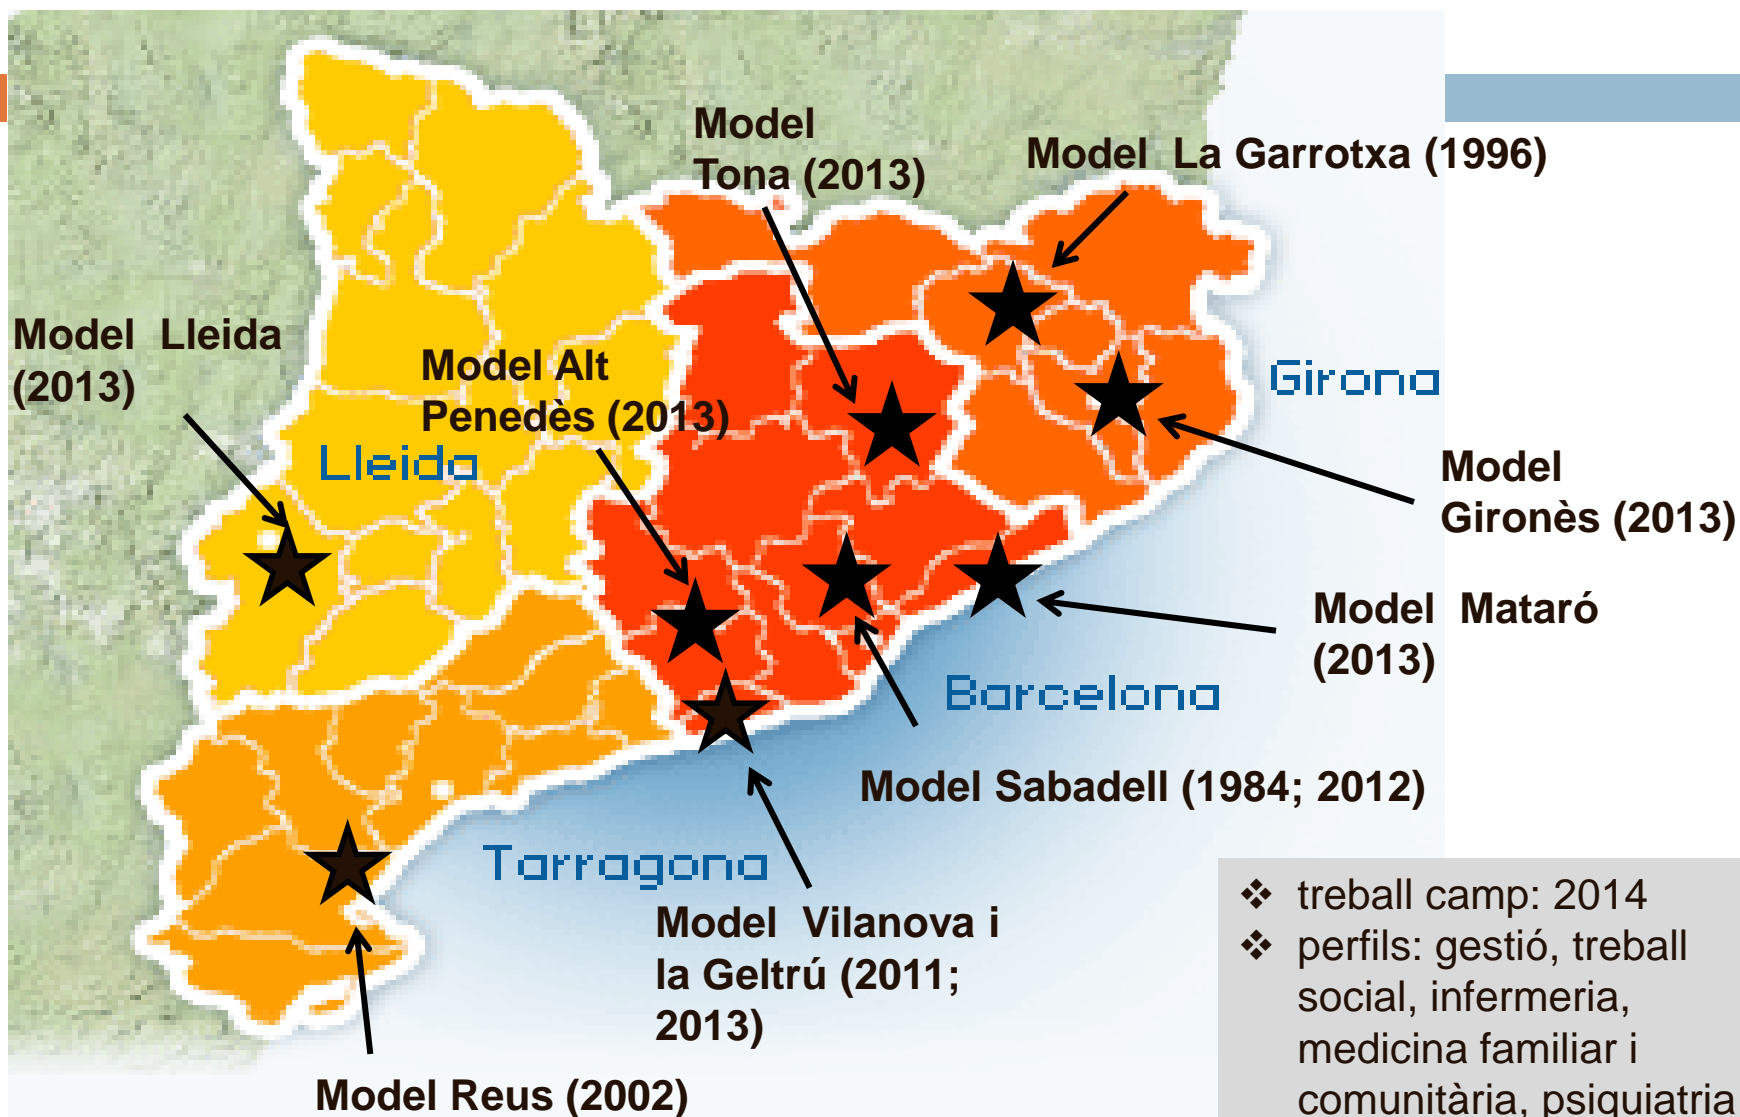 Model
Tona (2013)
Model La Garrotxa (1996)
Model Lleida
(2013)
Model Alt
Penedès (2013)
Girona
Lleida
Model
Gironès (2013)
Model Mataró
(2013)
Barcelona
Model Sabadell (1984; 2012)
Tarragona
Model Vilanova i
la Geltrú (2011;
2013)
Model Reus (2002)
❖ treball camp: 2014
❖ perfils: gestió, treball
social, infermeria,
medicina familiar i
comunitària, psiquiatria